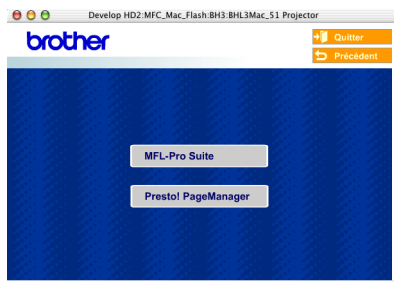 Develop HD2:MFC_Mac_Flash:BH3:BHL3Mac_51 Projector
brother
Quitter
Précédent
MFL-Pro Suite
Presto! PageManager